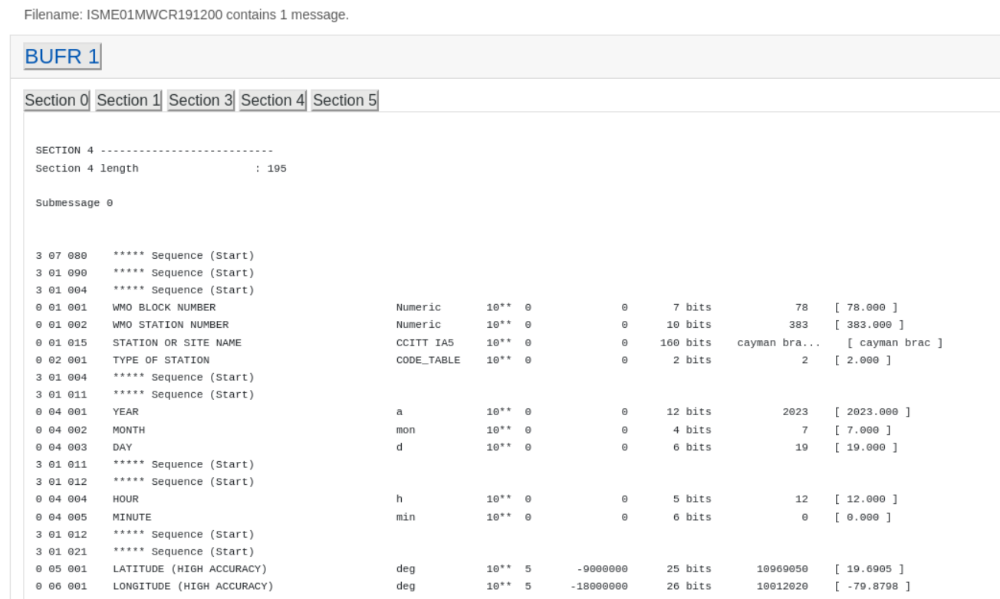 Filename: ISME01MWCR191200 contains 1 message.
BUFR 1
Section 0 Section 1 Section 3 Section 4 Section 5
SECTION 4 ---------------------------
Section 4 length : 195
Submessage 0
3 07 080 ***** Sequence (Start)
3 01 090 ***** Sequence (Start)
3 01 004 ***** Sequence (Start)
0 01 001 WMO BLOCK NUMBER Numeric 10** 0 0 7 bits 78 [ 78.000 ]
0 01 002 WMO STATION NUMBER Numeric 10** 0 0 10 bits 383 [ 383.000 ]
0 01 015 STATION OR SITE NAME CCITT IA5 10** 0 0 160 bits cayman bra... [ cayman brac ]
0 02 001 TYPE OF STATION CODE_TABLE 10** 0 0 2 bits 2 [ 2.000 ]
3 01 004 ***** Sequence (Start)
3 01 011 ***** Sequence (Start)
0 04 001 YEAR a 10** 0 0 12 bits 2023 [ 2023.000 ]
0 04 002 MONTH mon 10** 0 0 4 bits 7 [ 7.000 ]
0 04 003 DAY d 10** 0 0 6 bits 19 [ 19.000 ]
3 01 011 ***** Sequence (Start)
3 01 012 ***** Sequence (Start)
0 04 004 HOUR h 10** 0 0 5 bits 12 [ 12.000 ]
0 04 005 MINUTE min 10** 0 0 6 bits 0 [ 0.000 ]
3 01 012 ***** Sequence (Start)
3 01 021 ***** Sequence (Start)
0 05 001 LATITUDE (HIGH ACCURACY) deg 10** 5 -9000000 25 bits 10969050 [ 19.6905 ]
0 06 001 LONGITUDE (HIGH ACCURACY) deg 10** 5 -18000000 26 bits 10012020 [ -79.8798 ]